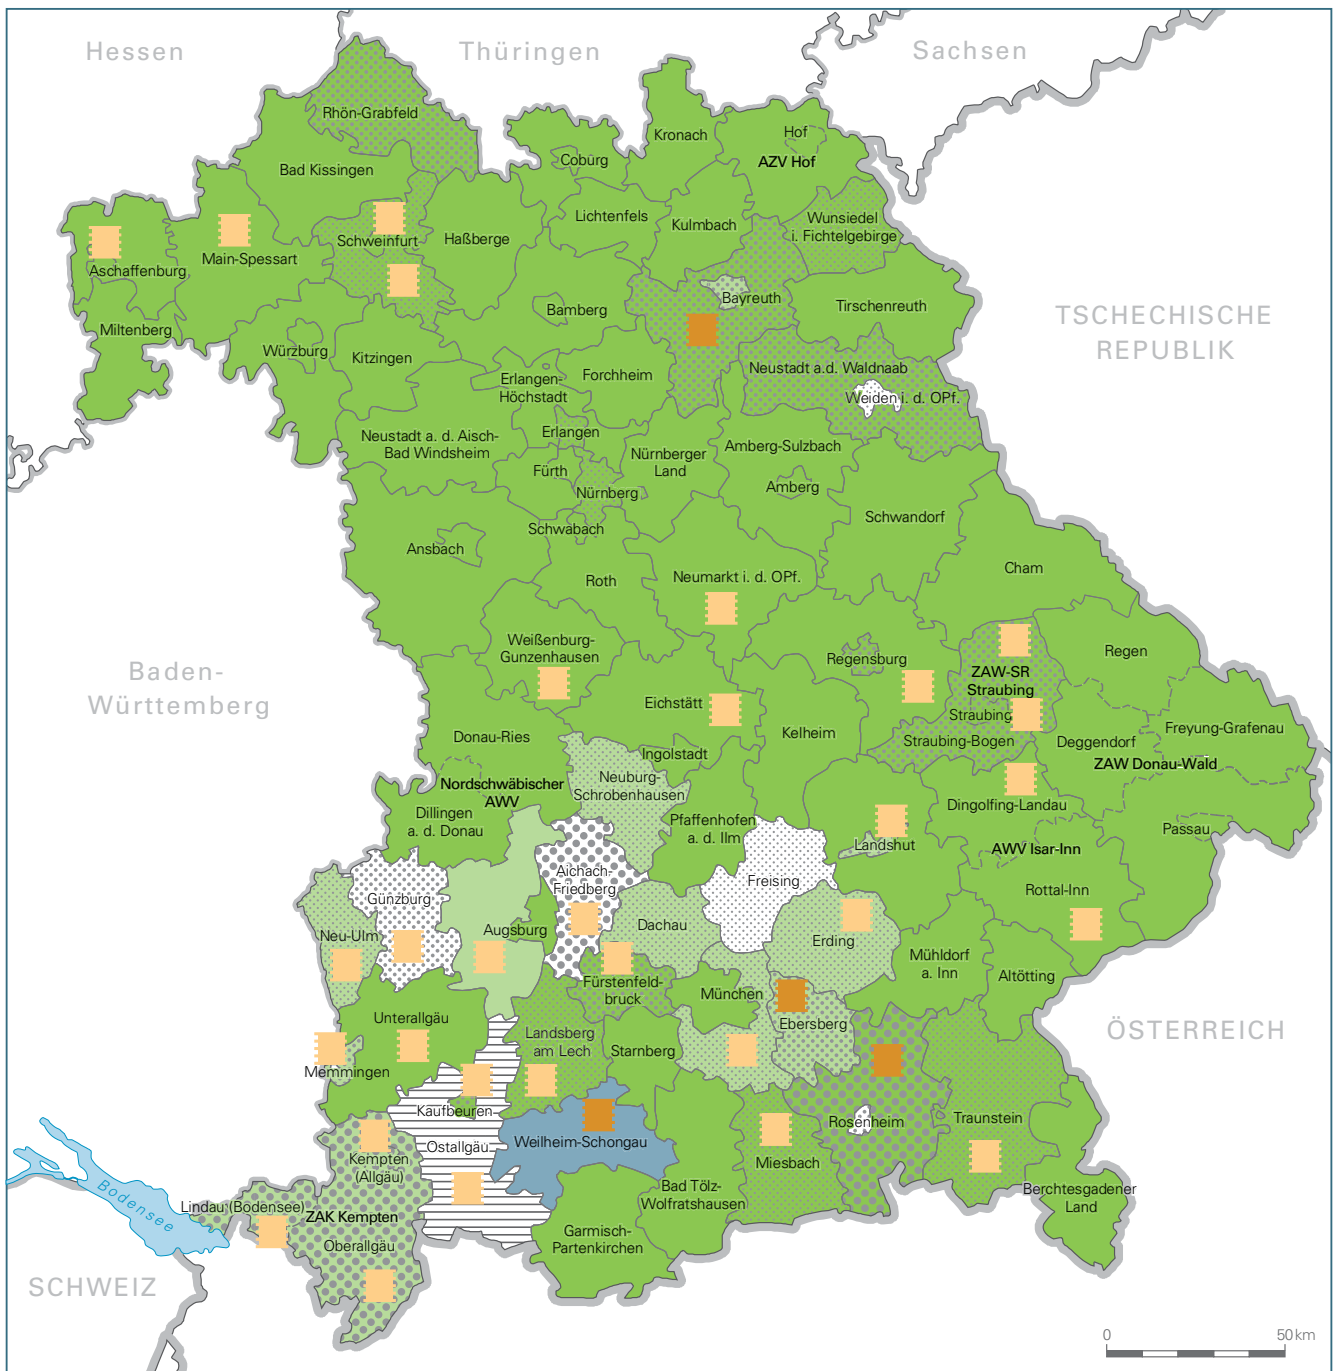 Hessen
Thüringen
Sachsen
Rhön-Grabfeld
Kronach
Hof
AZV Hof
Coburg
Bad Kissingen
Lichtenfels
Kulmbach
Wunsiedel
i. Fichtelgebirge
Schweinfurt
Haßberge
Main-Spessart
Aschaffenburg
Bayreuth
Tirschenreuth
TSCHECHISCHE
REPUBLIK
Bamberg
Miltenberg
Würzburg
Kitzingen
Forchheim
Erlangen-
Höchstadt
Neustadt a.d. Waldnaab
Weiden i. d. OPf.
Neustadt a. d. Aisch-
Bad Windsheim
Erlangen
Nürnberger
Land
Amberg-Sulzbach
Fürth
Nürnberg
Amberg
Schwabach
Schwandorf
Ansbach
Roth
Neumarkt i. d. OPf.
Cham
Weißenburg-
Gunzenhausen
Regensburg
Regen
ZAW-SR
Straubing
Baden-
Württemberg
Eichstätt
Straubing
Kelheim
Donau-Ries
Straubing-Bogen
Deggendorf
Freyung-Grafenau
Ingolstadt
ZAW Donau-Wald
Nordschwäbischer
AWV
Neuburg-
Schrobenhausen
Dingolfing-Landau
Dillingen
a. d. Donau
Pfaffenhofen
a. d. Ilm
Passau
Landshut
AWV Isar-Inn
Aichach-
Friedberg
Freising
Rottal-Inn
Günzburg
Dachau
Neu-Ulm
Augsburg
Erding
Mühldorf
a. Inn
Altötting
Fürstenfeld-
bruck
München
Unterallgäu
Ebersberg
ÖSTERREICH
Landsberg
am Lech
Starnberg
Memmingen
Kaufbeuren
Rosenheim
Traunstein
Ostallgäu
Weilheim-Schongau
Kempten
(Allgäu)
Miesbach
Bad Tölz-
Wolfratshausen
Berchtesgadener
Land
Bodensee
Lindau (Bodensee)
ZAK Kempten
Oberallgäu
Garmisch-
Partenkirchen
SCHWEIZ
0 50 km